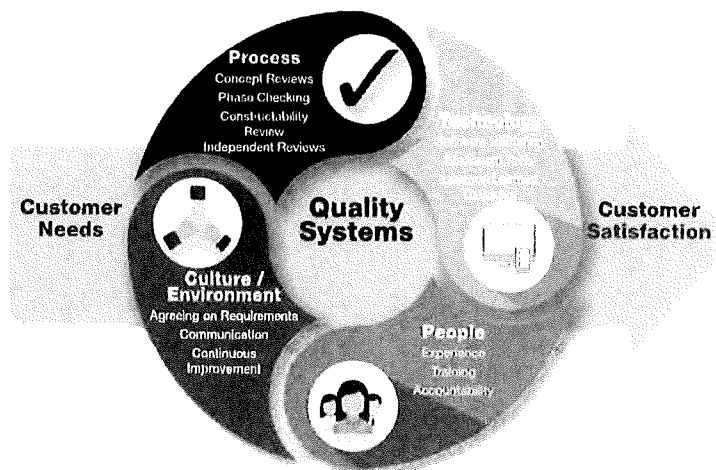 Process
Concept Reviews
Phase Checking
Constructability
Review
Independent Reviews
Customer
Needs
Quality
Systems
Customer
Satisfaction
Culture /
Environment
Agreeing on Requirements
Communication
Continuous
Improvement
People
Experience
Training
Accountability